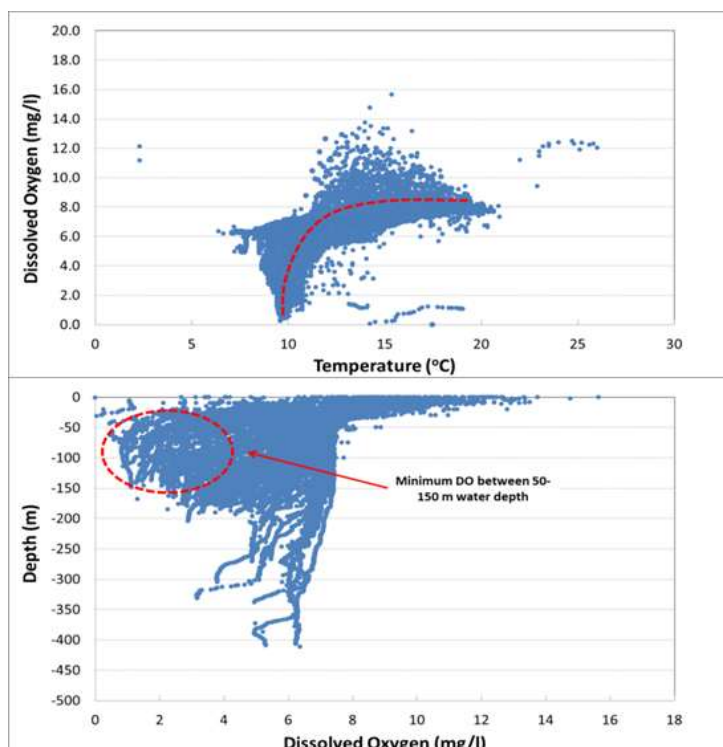 Dissolved Oxygen (mg/l)
20.0
18.0
16.0
14.0
12.0
10.0
8.0
6.0
4.0
2.0
0.0
0 5 10 15 20 25 30
Temperature (°C)
Depth (m)
0
-50
-100
-150
-200
-250
-300
-350
-400
-450
-500
Minimum DO between 50-
150 m water depth
0 2 4 6 8 10 12 14 16 18
Dissolved Oxygen (mg/l)